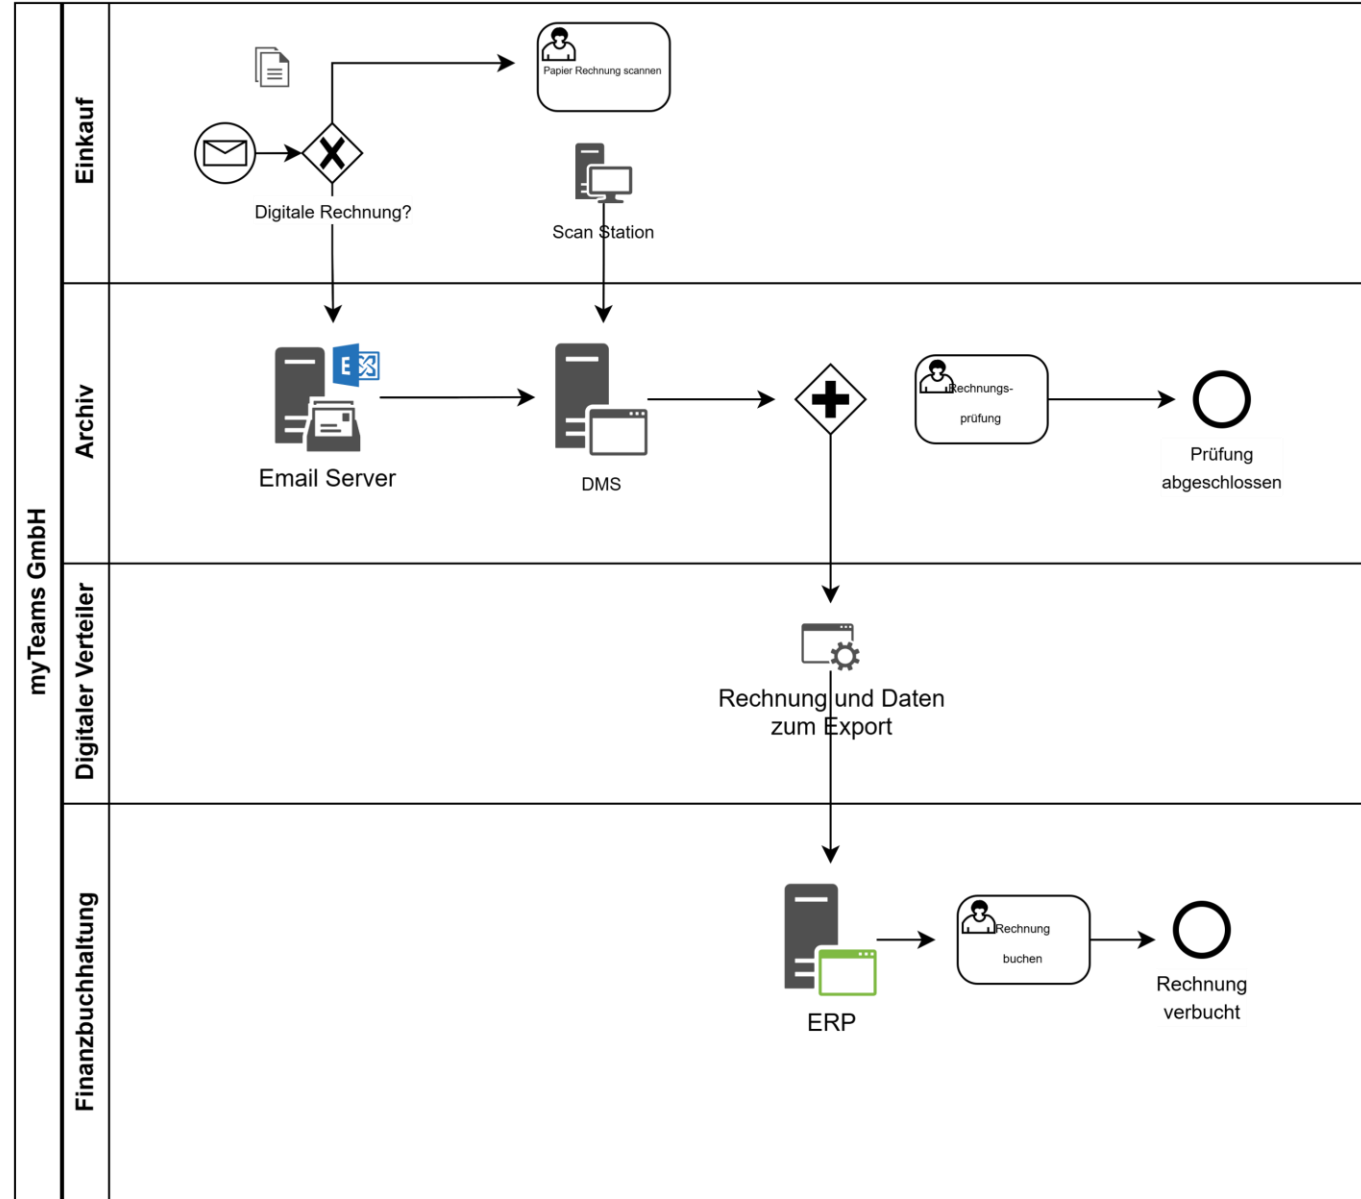 myTeams GmbH
Einkauf
Papier Rechnung scannen
Digitale Rechnung?
Scan Station
Archiv
E
Email Server
DMS
Rechnungs-
prüfung
Prüfung
abgeschlossen
Digitaler Verteiler
Rechnung und Daten
zum Export
Finanzbuchhaltung
ERP
Rechnung
buchen
Rechnung
verbucht